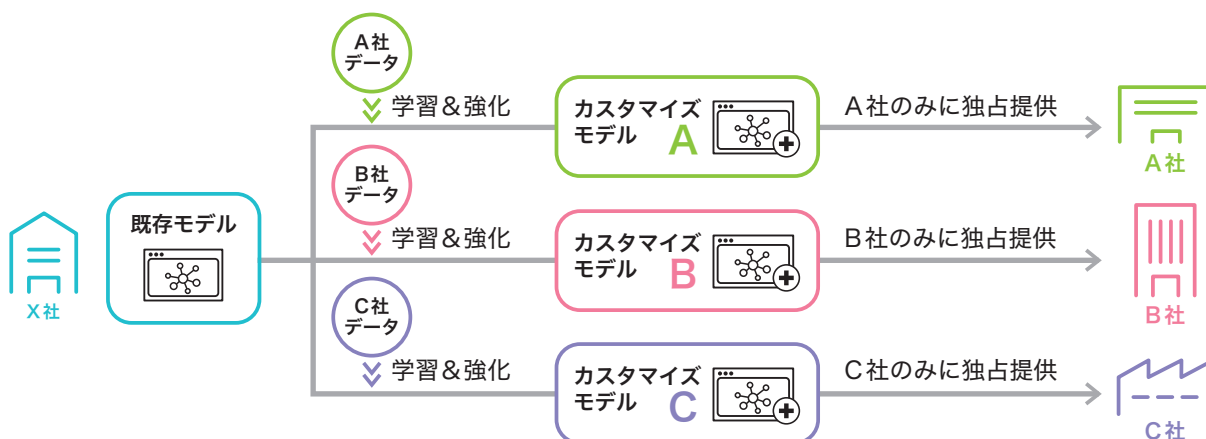 X社
既存モデル
A社
データ
学習＆強化
カスタマイズ
モデル A
A社のみに独占提供
A社
B社
データ
学習＆強化
カスタマイズ
モデル B
B社のみに独占提供
B社
C社
データ
学習＆強化
カスタマイズ
モデル C
C社のみに独占提供
C社